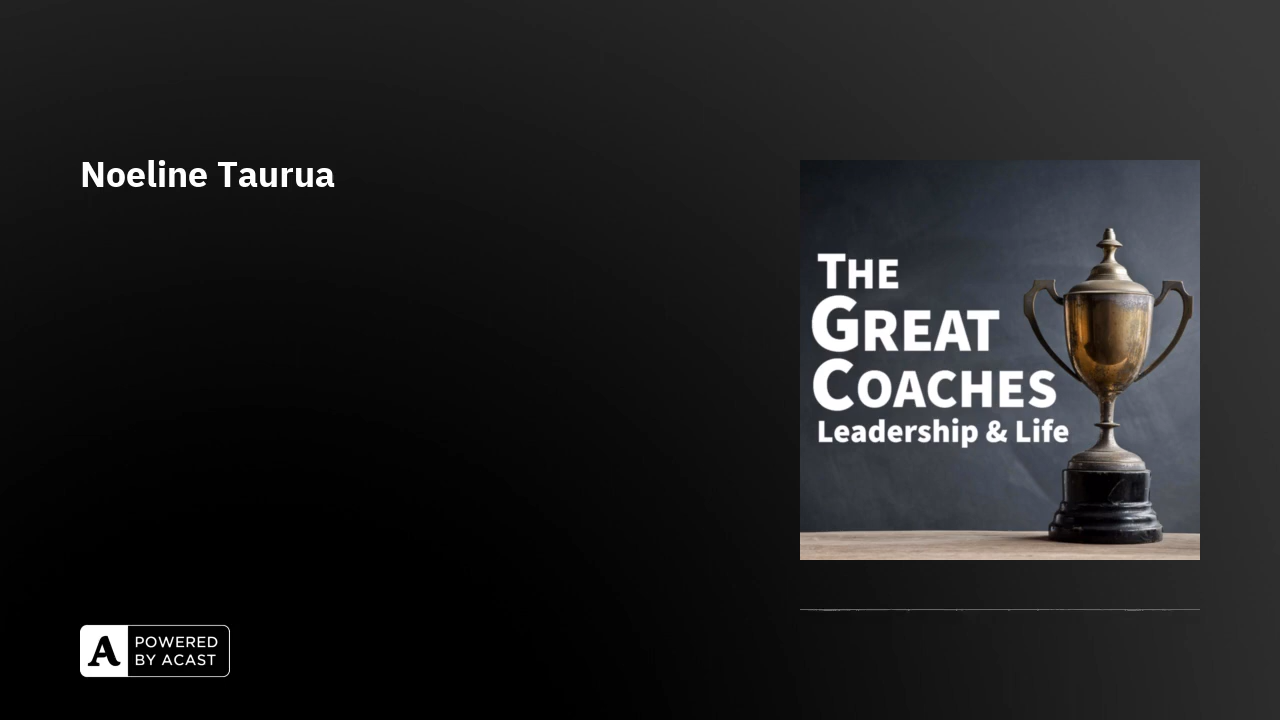 Noeline Taurua
THE
GREAT
COACHES
Leadership & Life
A
POWERED
BY ACAST